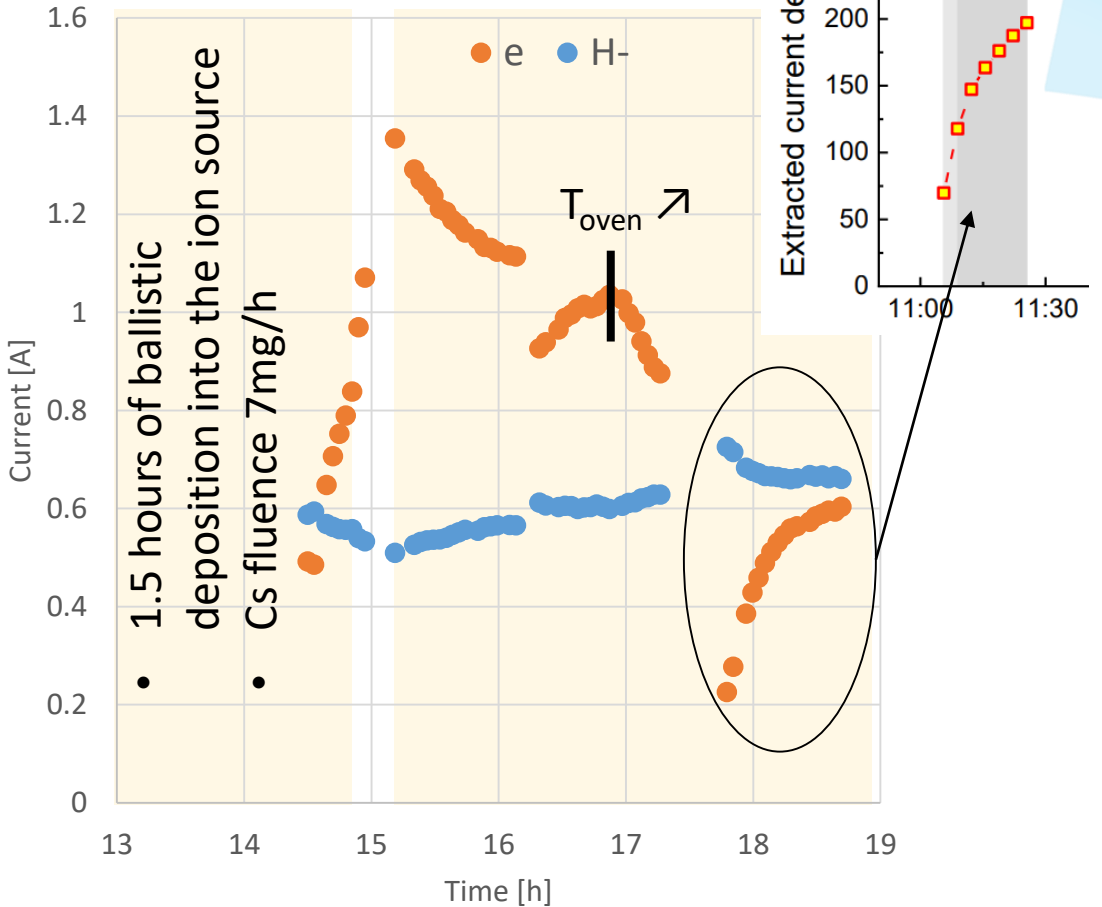 1.6
1.4
1.2
1
0.8
0.6
0.4
0.2
0
Current [A]
13
14
15
16
17
18
19
Time [h]
e
H-
• 1.5 hours of ballistic
deposition into the ion source
• Cs fluence 7mg/h
Toven ↗
Extracted current
200
150
100
50
0
11:00
11:30